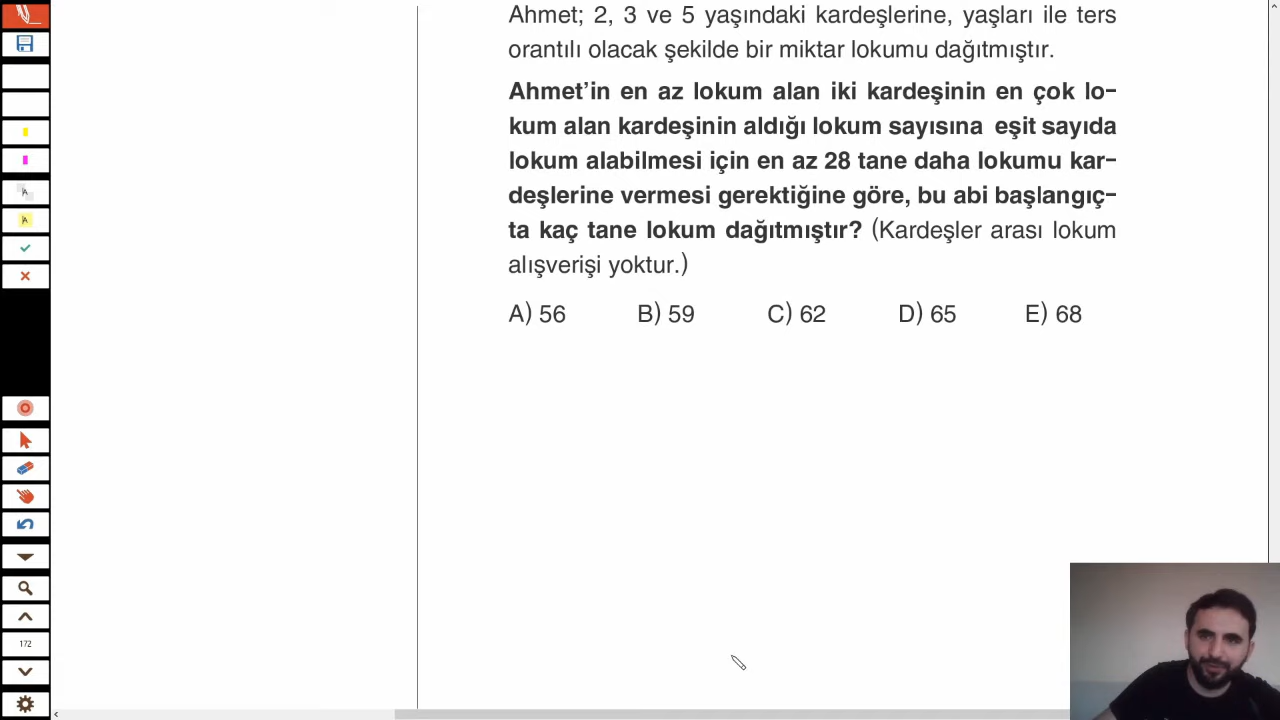 Ahmet; 2, 3 ve 5 yaşındaki kardeşlerine, yaşları ile ters
orantılı olacak şekilde bir miktar lokumu dağıtmıştır.
Ahmet'in en az lokum alan iki kardeşinin en çok lo-
kum alan kardeşinin aldığı lokum sayısına eşit sayıda
lokum alabilmesi için en az 28 tane daha lokumu kar-
deşlerine vermesi gerektiğine göre, bu abi başlangıç-
ta kaç tane lokum dağıtmıştır? (Kardeşler arası lokum
alışverişi yoktur.)
A) 56 B) 59 C) 62 D) 65 E) 68
A
A
172